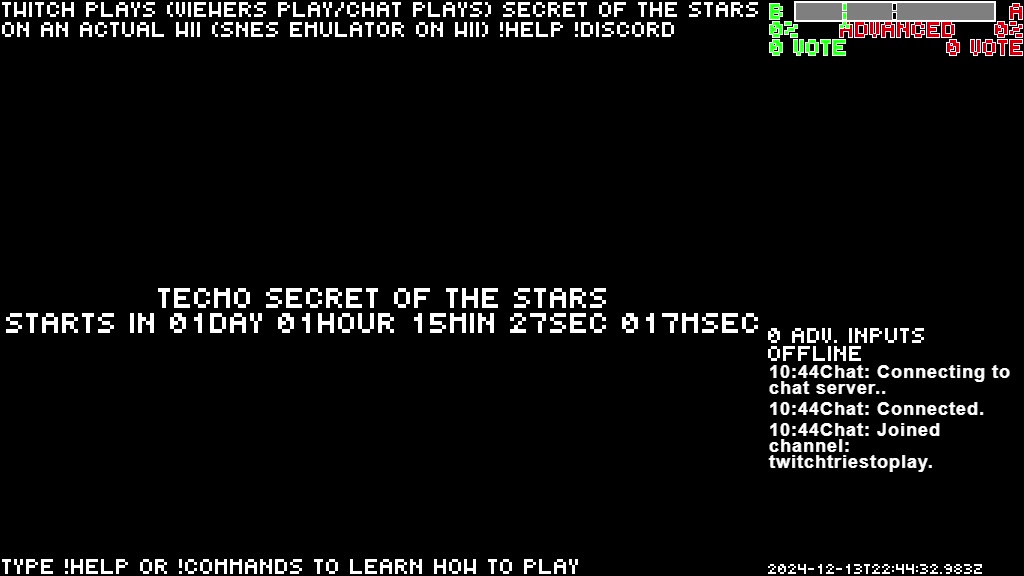 TWITCH PLAYS (VIEWERS PLAY/CHAT PLAYS) SECRET OF THE STARS
ON AN ACTUAL WII (SNES EMULATOR ON WII) !HELP !DISCORD
B A
0% ADVANCED 0%
0 VOTE 0 VOTE
TECMO SECRET OF THE STARS
STARTS IN 01DAY 01HOUR 15MIN 27SEC 017MSEC
0 ADV. INPUTS
OFFLINE
10:44Chat: Connecting to
chat server..
10:44Chat: Connected.
10:44Chat: Joined
channel:
twitchtriestoplay.
TYPE !HELP OR !COMMANDS TO LEARN HOW TO PLAY
2024-12-13T22:44:32.983Z